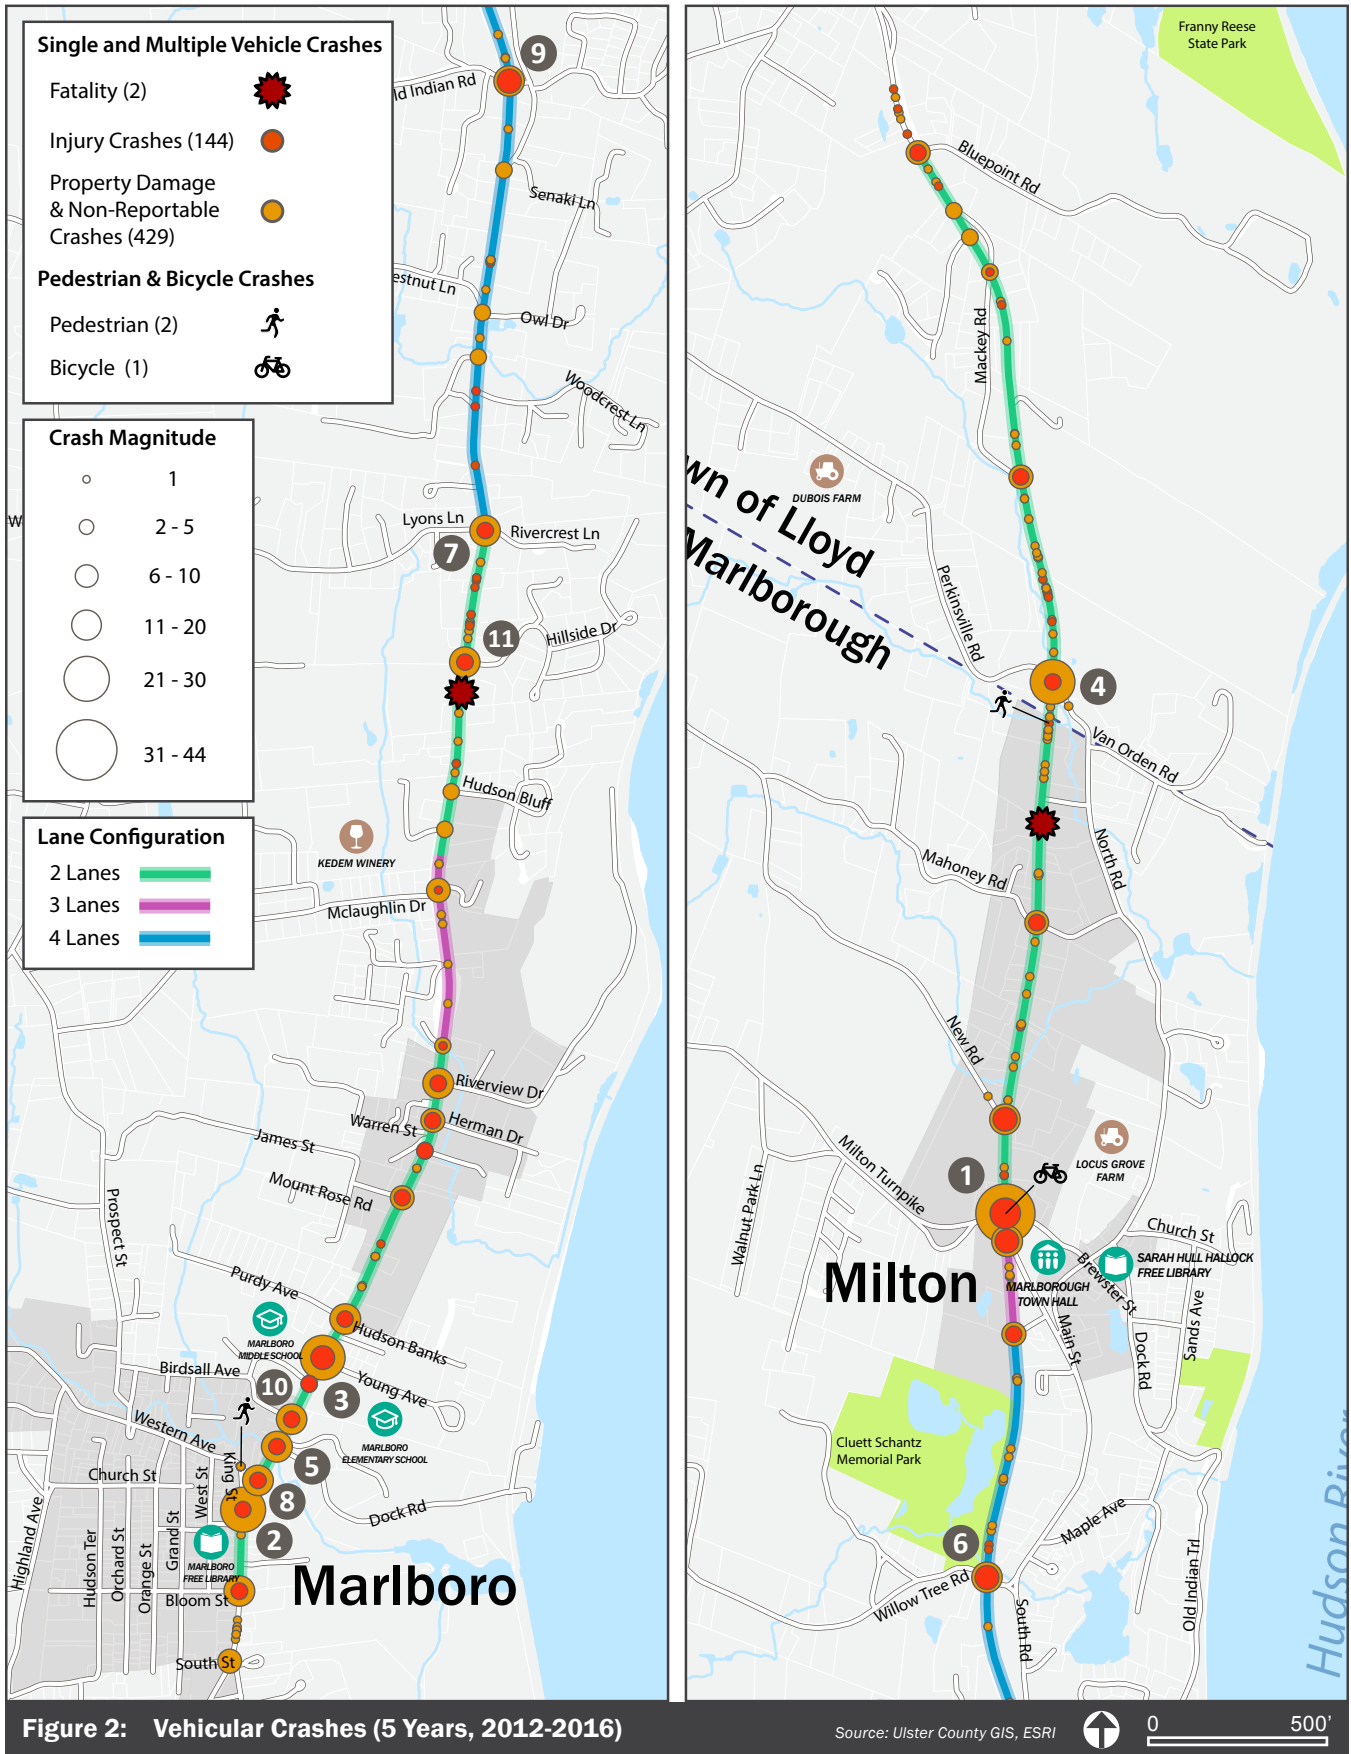 Single and Multiple Vehicle Crashes
Fatality (2)
Injury Crashes (144)
Property Damage
& Non-Reportable
Crashes (429)
Pedestrian & Bicycle Crashes
Pedestrian (2)
Bicycle (1)
Crash Magnitude
1
2 - 5
6 - 10
11 - 20
21 - 30
31 - 44
Lane Configuration
2 Lanes
3 Lanes
4 Lanes
9
ld Indian Rd
Senaki Ln
estnut Ln
Owl Dr
Woodcrest Ln
W
Lyons Ln
Rivercrest Ln
7
11
Hillside Dr
Hudson Bluff
KEDEM WINERY
Mclaughlin Dr
Riverview Dr
Warren St
Herman Dr
James St
Mount Rose Rd
Prospect St
Purdy Ave
Hudson Banks
MARLBORO
MIDDLE SCHOOL
Birdsall Ave
Young Ave
10
3
MARLBORO
ELEMENTARY SCHOOL
Western Ave
King St
5
Church St
West St
8
Dock Rd
2
Highland Ave
Hudson Ter
Orchard St
Orange St
Grand St
MARLBORO
FREE LIBRARY
Marlboro
Bloom St
South St
Franny Reese
State Park
Bluepoint Rd
Mackey Rd
DUBOIS FARM
wn of Lloyd
Marlborough
Perkinsville Rd
4
Van Orden Rd
Mahoney Rd
North Rd
New Rd
Milton Turnpike
Walnut Park Ln
LOCUS GROVE
FARM
1
Church St
SARAH HULL HALLOCK
FREE LIBRARY
Brewster St
MARLBOROUGH
TOWN HALL
Milton
Main St
Dock Rd
Sands Ave
Cluett Schantz
Memorial Park
Maple Ave
6
Willow Tree Rd
South Rd
Old Indian Trl
Hudson River
Figure 2: Vehicular Crashes (5 Years, 2012-2016)
Source: Ulster County GIS, ESRI
0 500'